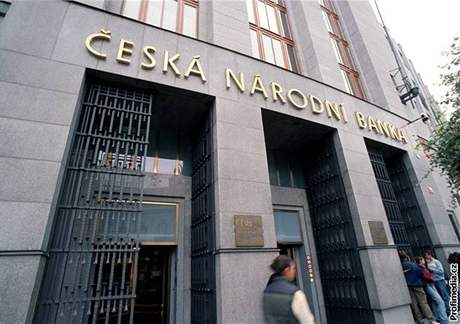 ČESKÁ NÁRODNÍ BANKA
Profimedia.cz